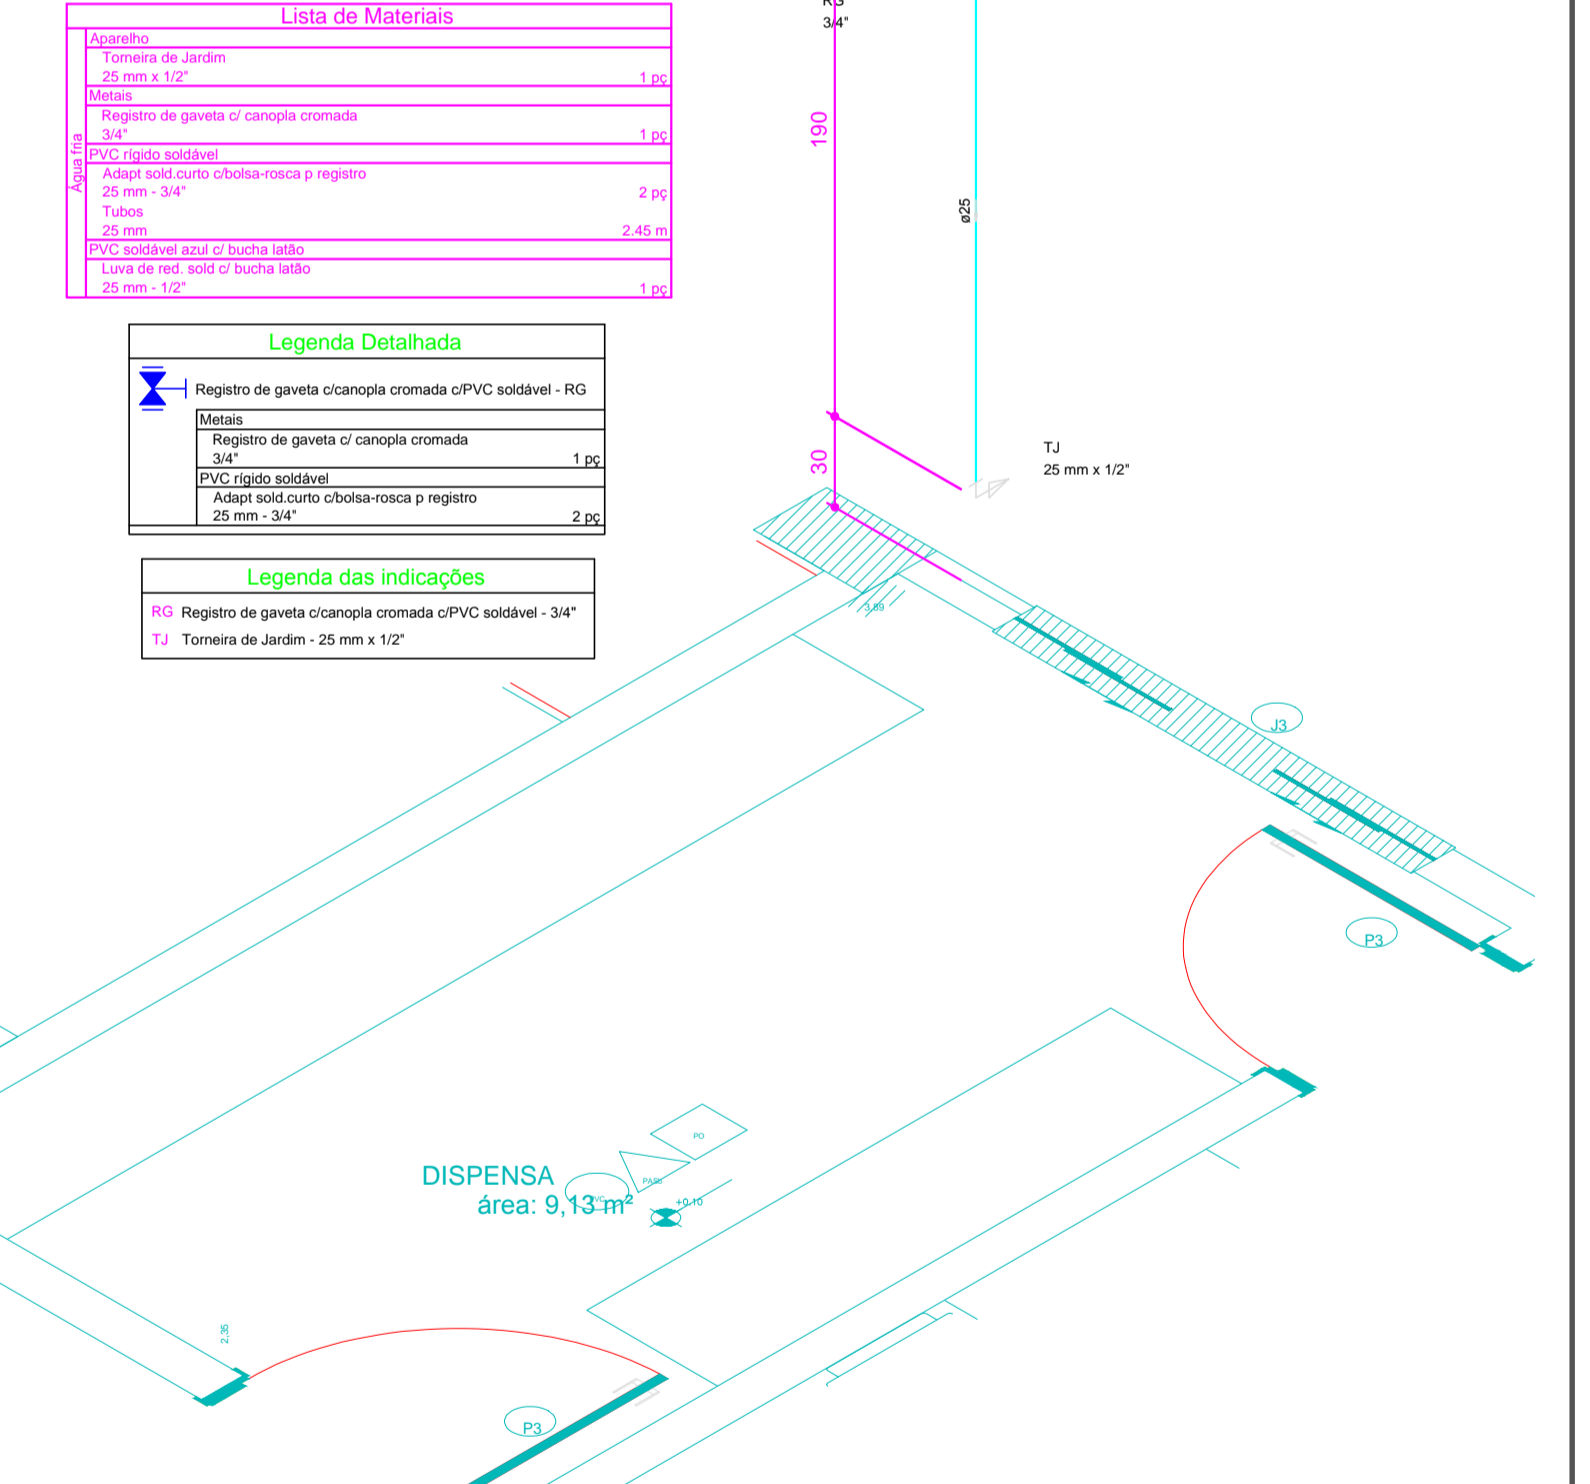 Lista de Materiais
Água fria
Aparelho
Torneira de Jardim
25 mm x 1/2" 1 pç
Metais
Registro de gaveta c/ canopla cromada
3/4" 1 pç
PVC rígido soldável
Adapt sold.curto c/bolsa-rosca p registro
25 mm - 3/4" 2 pç
Tubos
25 mm 2.45 m
PVC soldável azul c/ bucha latão
Luva de red. sold c/ bucha latão
25 mm - 1/2" 1 pç
Legenda Detalhada
Registro de gaveta c/canopla cromada c/PVC soldável - RG
Metais
Registro de gaveta c/ canopla cromada
3/4" 1 pç
PVC rígido soldável
Adapt sold.curto c/bolsa-rosca p registro
25 mm - 3/4" 2 pç
Legenda das indicações
RG Registro de gaveta c/canopla cromada c/PVC soldável - 3/4"
TJ Torneira de Jardim - 25 mm x 1/2"
RG
3/4"
190
ø25
30
TJ
25 mm x 1/2"
3.89
J3
P3
PO
PASB
DISPENSA
área: 9,13 m²
+0.10
2,35
P3